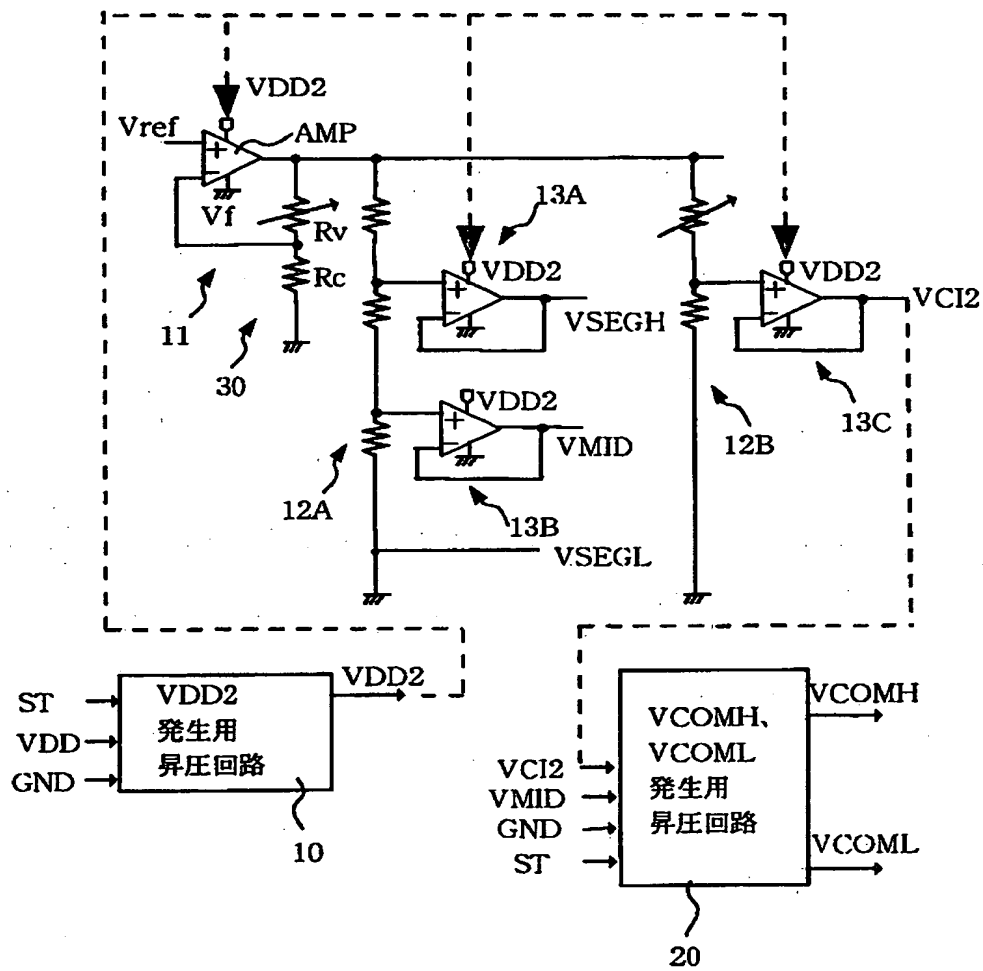 VDD2
Vref
AMP
+
−
Vf
Rv
Rc
11
30
13A
VDD2
+
−
VSEGH
VDD2
+
−
VCI2
13C
12B
VDD2
+
−
VMID
12A
13B
VSEGL
ST
VDD
GND
VDD2
発生用
昇圧回路
VDD2
10
VCI2
VMID
GND
ST
VCOMH、
VCOML
発生用
昇圧回路
VCOMH
VCOML
20